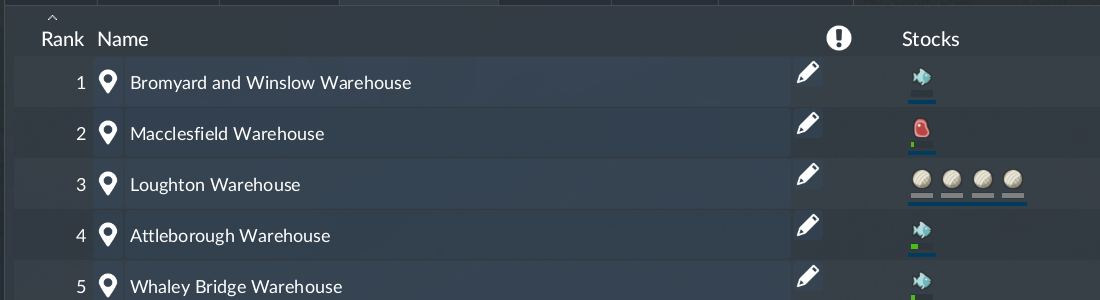 Rank Name Stocks
1 Bromyard and Winslow Warehouse
2 Macclesfield Warehouse
3 Loughton Warehouse
4 Attleborough Warehouse
5 Whaley Bridge Warehouse